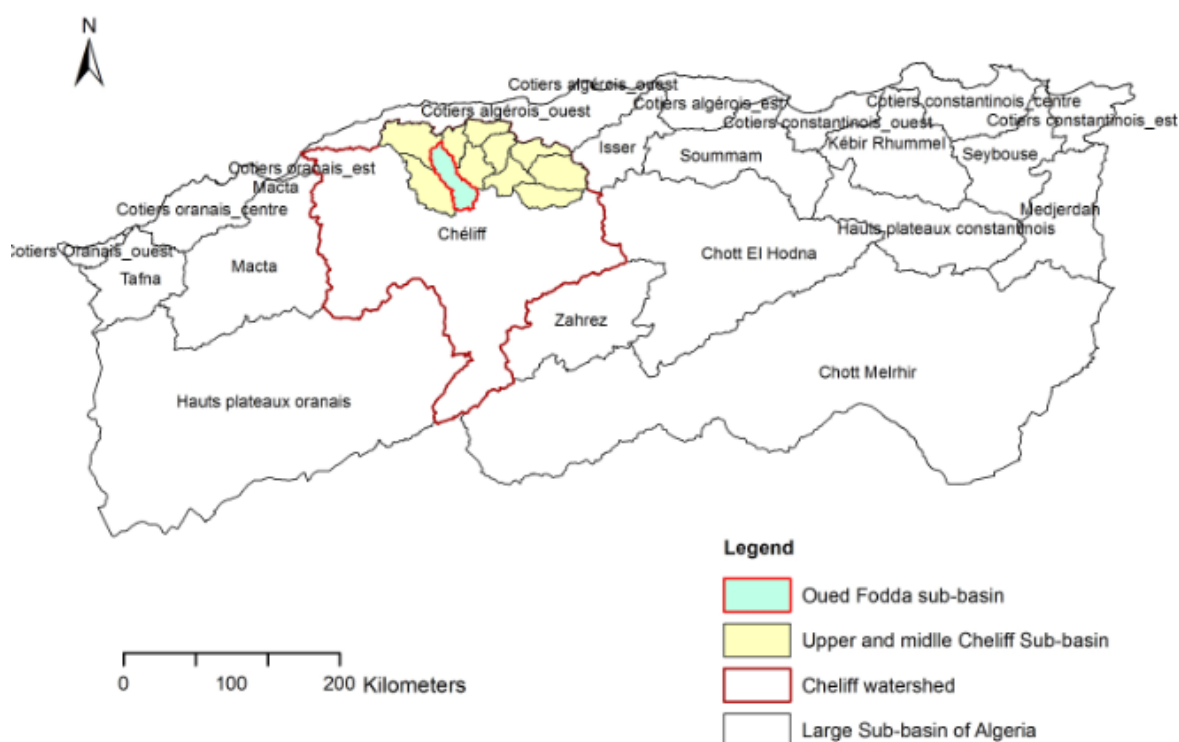 N
Cotiers algérois_ouest
Cotiers algérois_ouest
Cotiers algérois_est
Cotiers constantinois_centre
Cotiers constantinois_ouest
Cotiers constantinois_est
Isser
Soummam
Kébir Rhummel
Seybouse
Cotiers oranais_est
Macta
Cotiers oranais_centre
Medjerdah
Cotiers Oranais_ouest
Chéliff
Hauts plateaux constantinois
Tafna
Macta
Chott El Hodna
Zahrez
Chott Melrhir
Hauts plateaux oranais
Legend
Oued Fodda sub-basin
Upper and midlle Cheliff Sub-basin
Cheliff watershed
Large Sub-basin of Algeria
0 100 200 Kilometers